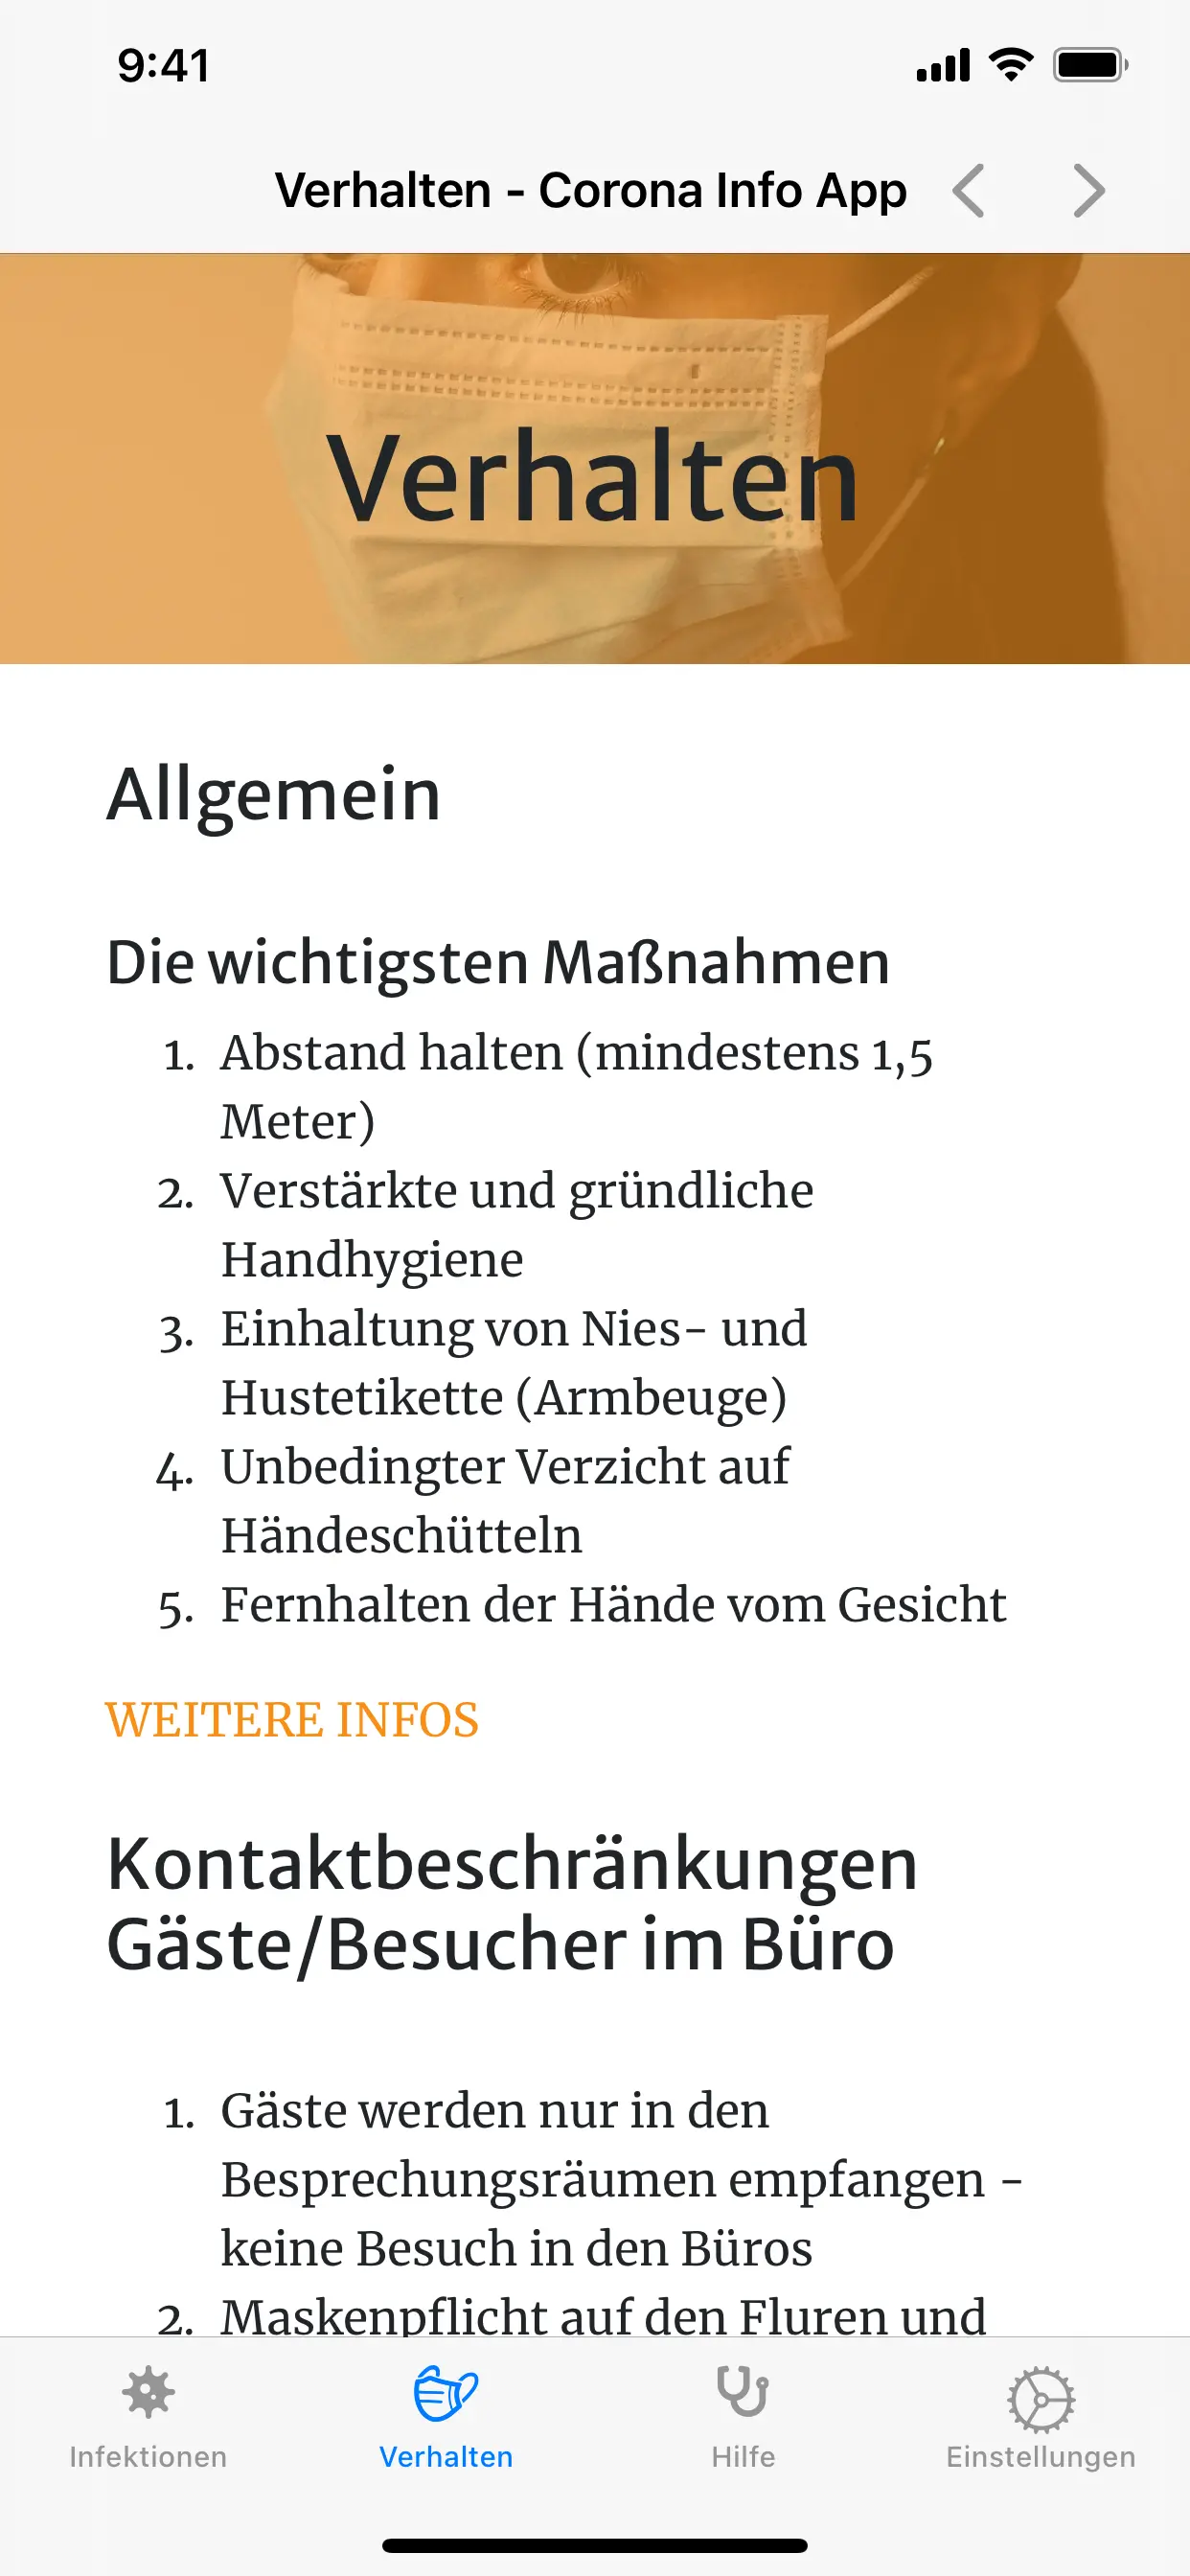 9:41
Verhalten - Corona Info App
Verhalten
Allgemein
Die wichtigsten Maßnahmen
1. Abstand halten (mindestens 1,5
Meter)
2. Verstärkte und gründliche
Handhygiene
3. Einhaltung von Nies- und
Hustetikette (Armbeuge)
4. Unbedingter Verzicht auf
Händeschütteln
5. Fernhalten der Hände vom Gesicht
WEITERE INFOS
Kontaktbeschränkungen
Gäste/Besucher im Büro
1. Gäste werden nur in den
Besprechungsräumen empfangen -
keine Besuch in den Büros
2. Maskenpflicht auf den Fluren und
Infektionen
Verhalten
Hilfe
Einstellungen